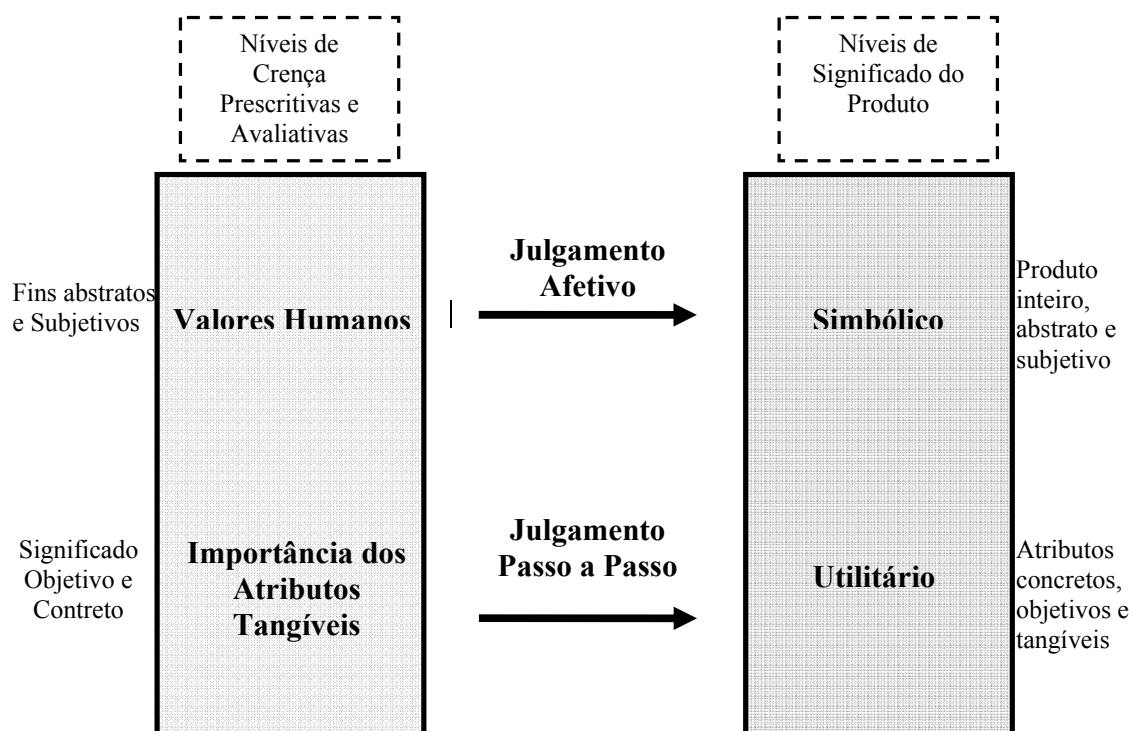 Níveis de
Crença
Prescritivas e
Avaliativas
Níveis de
Significado do
Produto
Fins abstratos
e Subjetivos
Valores Humanos
Julgamento
Afetivo
Simbólico
Produto
inteiro,
abstrato e
subjetivo
Significado
Objetivo e
Contreto
Importância dos
Atributos
Tangíveis
Julgamento
Passo a Passo
Utilitário
Atributos
concretos,
objetivos e
tangíveis